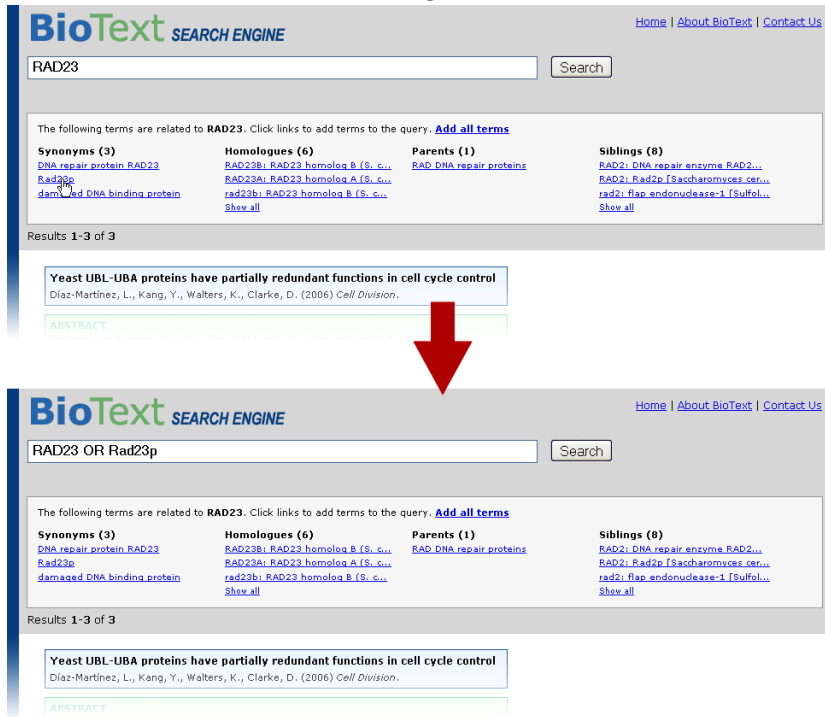 BioText SEARCH ENGINE
Home | About BioText | Contact Us
RAD23
Search
The following terms are related to RAD23. Click links to add terms to the query. Add all terms
Synonyms (3) Homologues (6) Parents (1) Siblings (8)
DNA repair protein RAD23 RAD23B: RAD23 homolog B (S. c... RAD DNA repair proteins RAD2: DNA repair enzyme RAD2...
Rad23p RAD23A: RAD23 homolog A (S. c... RAD2: Rad2p [Saccharomyces cer...
damaged DNA binding protein rad23b: RAD23 homolog B (S. c... rad2: flap endonuclease-1 [Sulfol...
Show all Show all
Results 1-3 of 3
Yeast UBL-UBA proteins have partially redundant functions in cell cycle control
Díaz-Martínez, L., Kang, Y., Walters, K., Clarke, D. (2006) Cell Division.
ABSTRACT
BioText SEARCH ENGINE
Home | About BioText | Contact Us
RAD23 OR Rad23p
Search
The following terms are related to RAD23. Click links to add terms to the query. Add all terms
Synonyms (3) Homologues (6) Parents (1) Siblings (8)
DNA repair protein RAD23 RAD23B: RAD23 homolog B (S. c... RAD DNA repair proteins RAD2: DNA repair enzyme RAD2...
Rad23p RAD23A: RAD23 homolog A (S. c... RAD2: Rad2p [Saccharomyces cer...
damaged DNA binding protein rad23b: RAD23 homolog B (S. c... rad2: flap endonuclease-1 [Sulfol...
Show all Show all
Results 1-3 of 3
Yeast UBL-UBA proteins have partially redundant functions in cell cycle control
Díaz-Martínez, L., Kang, Y., Walters, K., Clarke, D. (2006) Cell Division.
ABSTRACT